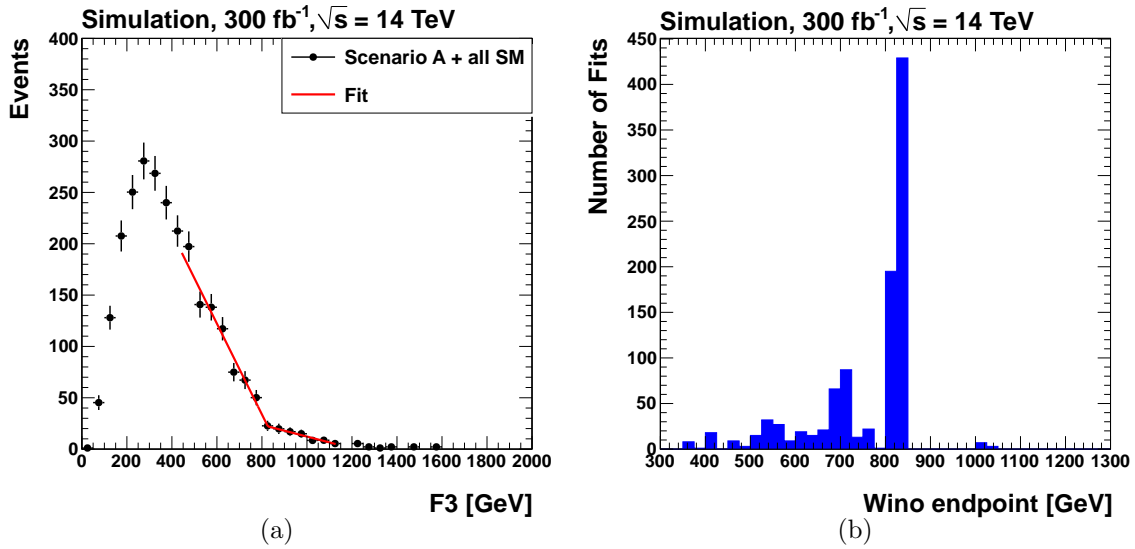 Simulation, 300 fb⁻¹,√s = 14 TeV
Events
400
350
300
250
200
150
100
50
0
Scenario A + all SM
Fit
0 200 400 600 800 1000 1200 1400 1600 1800 2000
F3 [GeV]
(a)
Simulation, 300 fb⁻¹,√s = 14 TeV
Number of Fits
450
400
350
300
250
200
150
100
50
0
300 400 500 600 700 800 900 1000 1100 1200 1300
Wino endpoint [GeV]
(b)